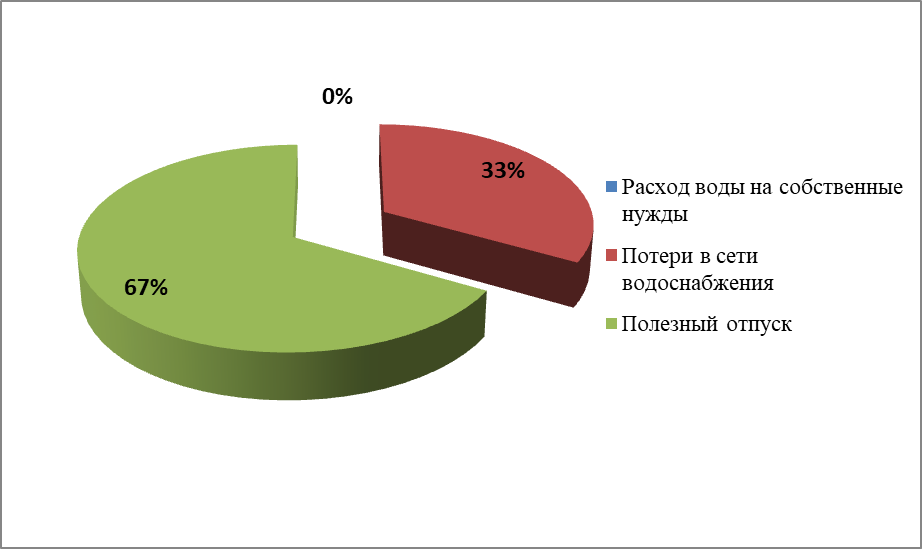 0%
33%
67%
Расход воды на собственные
нужды
Потери в сети
водоснабжения
Полезный отпуск